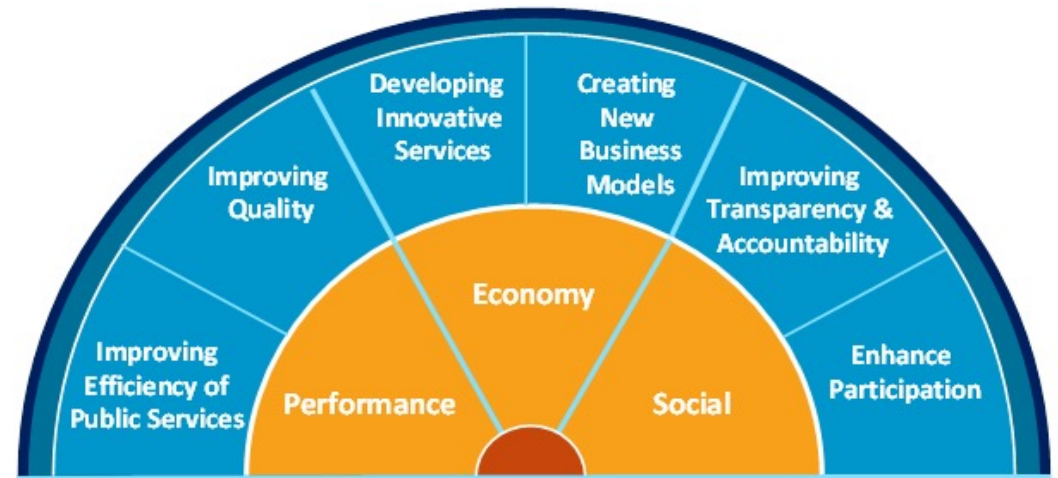 Developing
Innovative
Services
Creating
New
Business
Models
Improving
Quality
Improving
Transparency &
Accountability
Improving
Efficiency of
Public Services
Enhance
Participation
Performance
Economy
Social